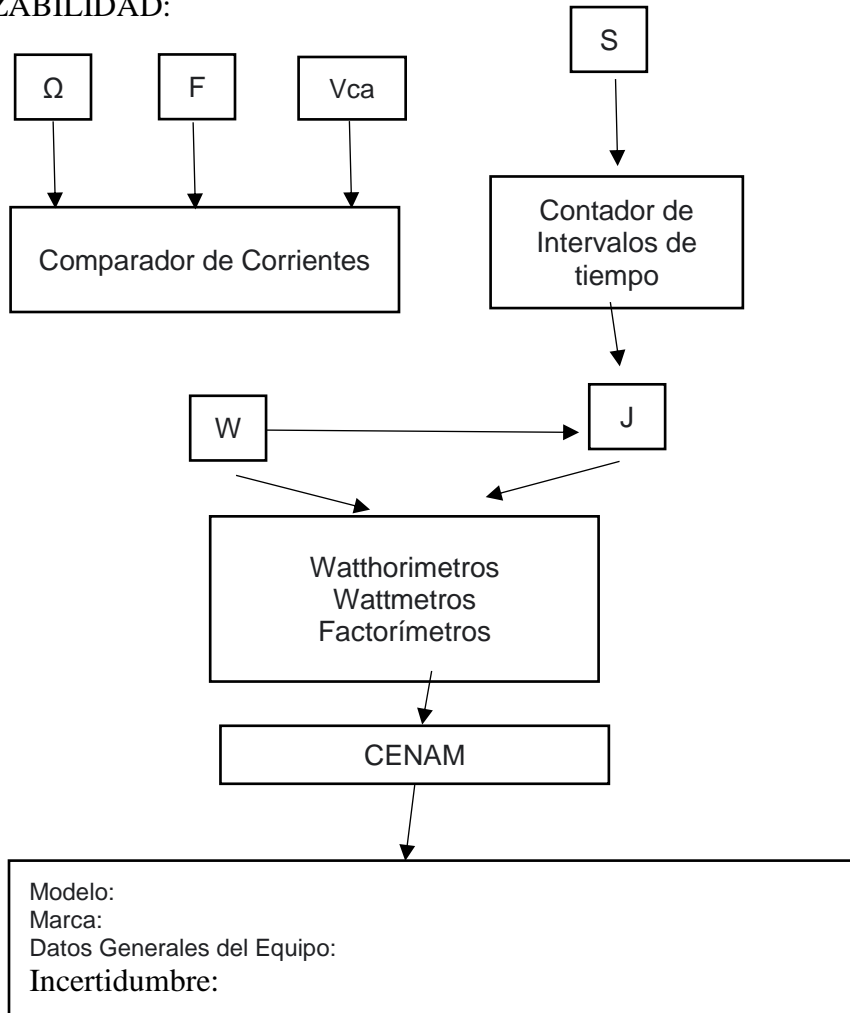 ZABILIDAD:
S
Ω
F
Vca
Contador de
Intervalos de
tiempo
Comparador de Corrientes
W
J
Watthorimetros
Wattmetros
Factorímetros
CENAM
Modelo:
Marca:
Datos Generales del Equipo:
Incertidumbre: